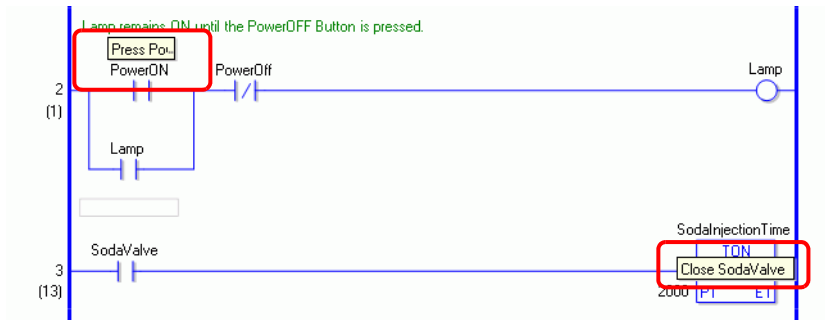 Lamp remains ON until the PowerOFF Button is pressed.
Press Po...
PowerON PowerOff Lamp
2
(1)
Lamp
SodaInjectionTime
SodaValve
TON
3
Close SodaValve
(13)
2000 PT ET